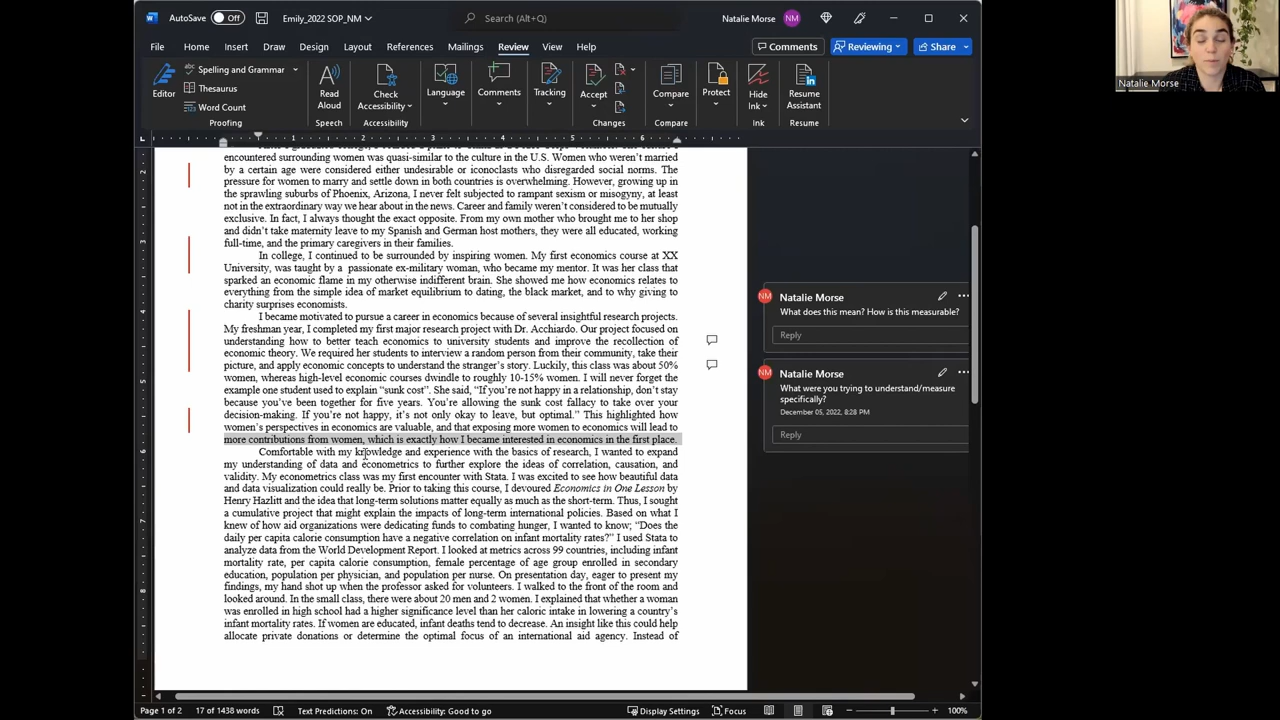 AutoSave Off Emily_2022 SOP_NM Search (Alt+Q) Natalie Morse NM
File Home Insert Draw Design Layout References Mailings Review View Help Comments Reviewing Share
Editor
Spelling and Grammar
Thesaurus
Word Count
Proofing
Read Aloud
Speech
Check Accessibility
Accessibility
Language
Comments
Tracking
Accept
Changes
Compare
Compare
Protect
Hide Ink
Ink
Resume Assistant
Resume
encountered surrounding women was quasi-similar to the culture in the U.S. Women who weren't married
by a certain age were considered either undesirable or iconoclasts who disregarded social norms. The
pressure for women to marry and settle down in both countries is overwhelming. However, growing up in
the sprawling suburbs of Phoenix, Arizona, I never felt subjected to rampant sexism or misogyny, at least
not in the extraordinary way we hear about in the news. Career and family weren't considered to be mutually
exclusive. In fact, I always thought the exact opposite. From my own mother who brought me to her shop
and didn't take maternity leave to my Spanish and German host mothers, they were all educated, working
full-time, and the primary caregivers in their families.
In college, I continued to be surrounded by inspiring women. My first economics course at XX
University, was taught by a passionate ex-military woman, who became my mentor. It was her class that
sparked an economic flame in my otherwise indifferent brain. She showed me how economics relates to
everything from the simple idea of market equilibrium to dating, the black market, and to why giving to
charity surprises economists.
I became motivated to pursue a career in economics because of several insightful research projects.
My freshman year, I completed my first major research project with Dr. Acchiardo. Our project focused on
understanding how to better teach economics to university students and improve the recollection of
economic theory. We required her students to interview a random person from their community, take their
picture, and apply economic concepts to understand the stranger's story. Luckily, this class was about 50%
women, whereas high-level economic courses dwindle to roughly 10-15% women. I will never forget the
example one student used to explain "sunk cost". She said, "If you're not happy in a relationship, don't stay
because you've been together for five years. You're allowing the sunk cost fallacy to take over your
decision-making. If you're not happy, it's not only okay to leave, but optimal." This highlighted how
women's perspectives in economics are valuable, and that exposing more women to economics will lead to
more contributions from women, which is exactly how I became interested in economics in the first place.
Comfortable with my knowledge and experience with the basics of research, I wanted to expand
my understanding of data and econometrics to further explore the ideas of correlation, causation, and
validity. My econometrics class was my first encounter with Stata. I was excited to see how beautiful data
and data visualization could really be. Prior to taking this course, I devoured Economics in One Lesson by
Henry Hazlitt and the idea that long-term solutions matter equally as much as the short-term. Thus, I sought
a cumulative project that might explain the impacts of long-term international policies. Based on what I
knew of how aid organizations were dedicating funds to combating hunger, I wanted to know; "Does the
daily per capita calorie consumption have a negative correlation on infant mortality rates?" I used Stata to
analyze data from the World Development Report. I looked at metrics across 99 countries, including infant
mortality rate, per capita calorie consumption, female percentage of age group enrolled in secondary
education, population per physician, and population per nurse. On presentation day, eager to present my
findings, my hand shot up when the professor asked for volunteers. I walked to the front of the room and
looked around. In the small class, there were about 20 men and 2 women. I explained that whether a woman
was enrolled in high school had a higher significance level than her caloric intake in lowering a country's
infant mortality rates. If women are educated, infant deaths tend to decrease. An insight like this could help
allocate private donations or determine the optimal focus of an international aid agency. Instead of
NM Natalie Morse
What does this mean? How is this measurable?
Reply
NM Natalie Morse
What were you trying to understand/measure
specifically?
December 05, 2022, 8:28 PM
Reply
Page 1 of 2 17 of 1438 words Text Predictions: On Accessibility: Good to go Display Settings Focus 100%
Natalie Morse